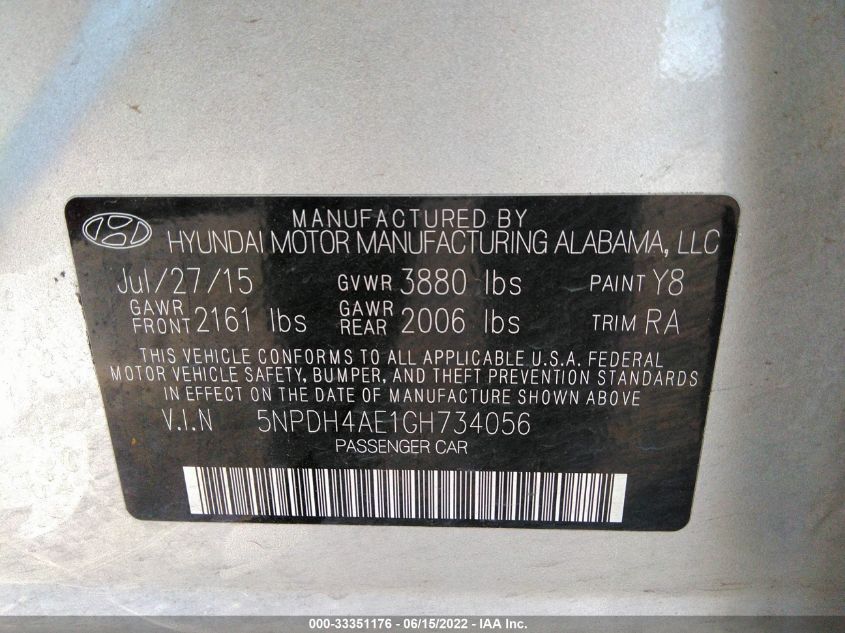 MANUFACTURED BY
HYUNDAI MOTOR MANUFACTURING ALABAMA, LLC
Jul/27/15 GVWR 3880 lbs PAINT Y8
GAWR FRONT 2161 lbs GAWR REAR 2006 lbs TRIM RA
THIS VEHICLE CONFORMS TO ALL APPLICABLE U.S.A. FEDERAL
MOTOR VEHICLE SAFETY, BUMPER, AND THEFT PREVENTION STANDARDS
IN EFFECT ON THE DATE OF MANUFACTURE SHOWN ABOVE.
V.I.N 5NPDH4AE1GH734056
PASSENGER CAR
000-33351176 - 06/15/2022 - IAA Inc.